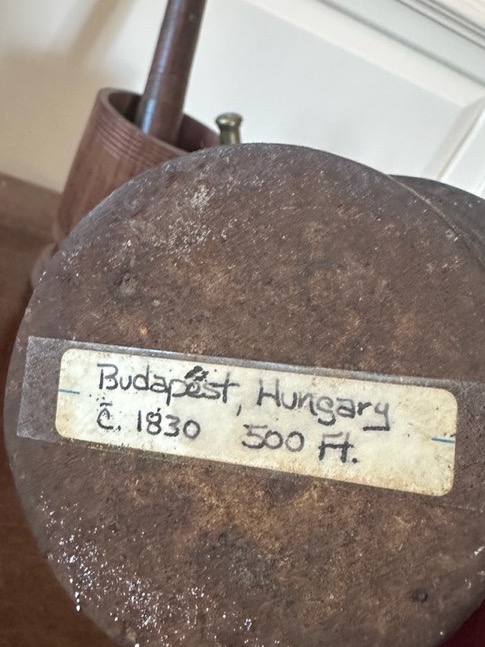 Budapest, Hungary
c. 1830 500 Ft.